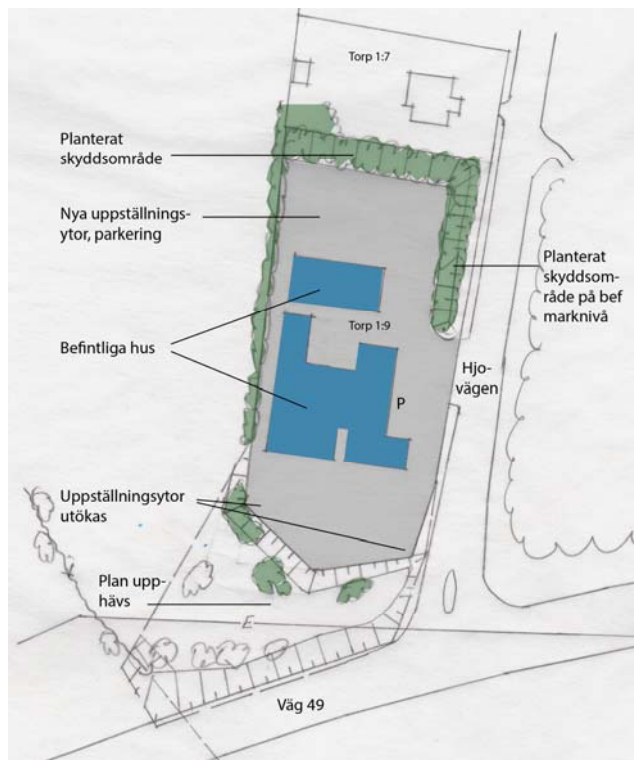 Torp 1:7
Planterat
skyddsområde
Nya uppställnings-
ytor, parkering
Planterat
skyddsom-
råde på bef
marknivå
Torp 1:9
Befintliga hus
Hjo-
vägen
P
Uppställningsytor
utökas
Plan upp-
hävs
E
Väg 49